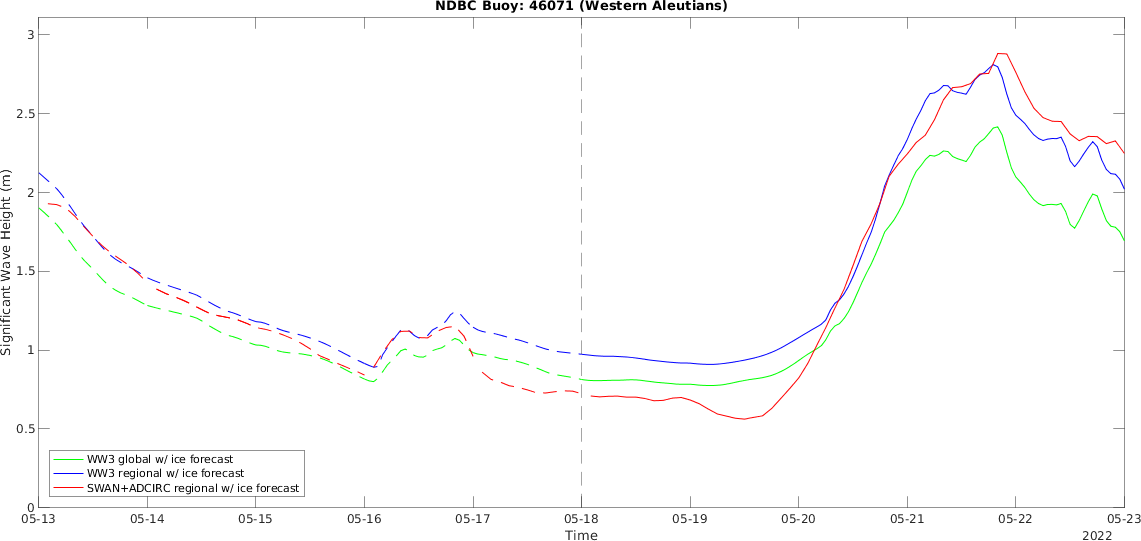 NDBC Buoy: 46071 (Western Aleutians)
3
2.5
2
1.5
1
0.5
0
Significant Wave Height (m)
WW3 global w/ ice forecast
WW3 regional w/ ice forecast
SWAN+ADCIRC regional w/ ice forecast
05-13 05-14 05-15 05-16 05-17 05-18 05-19 05-20 05-21 05-22 05-23
Time
2022